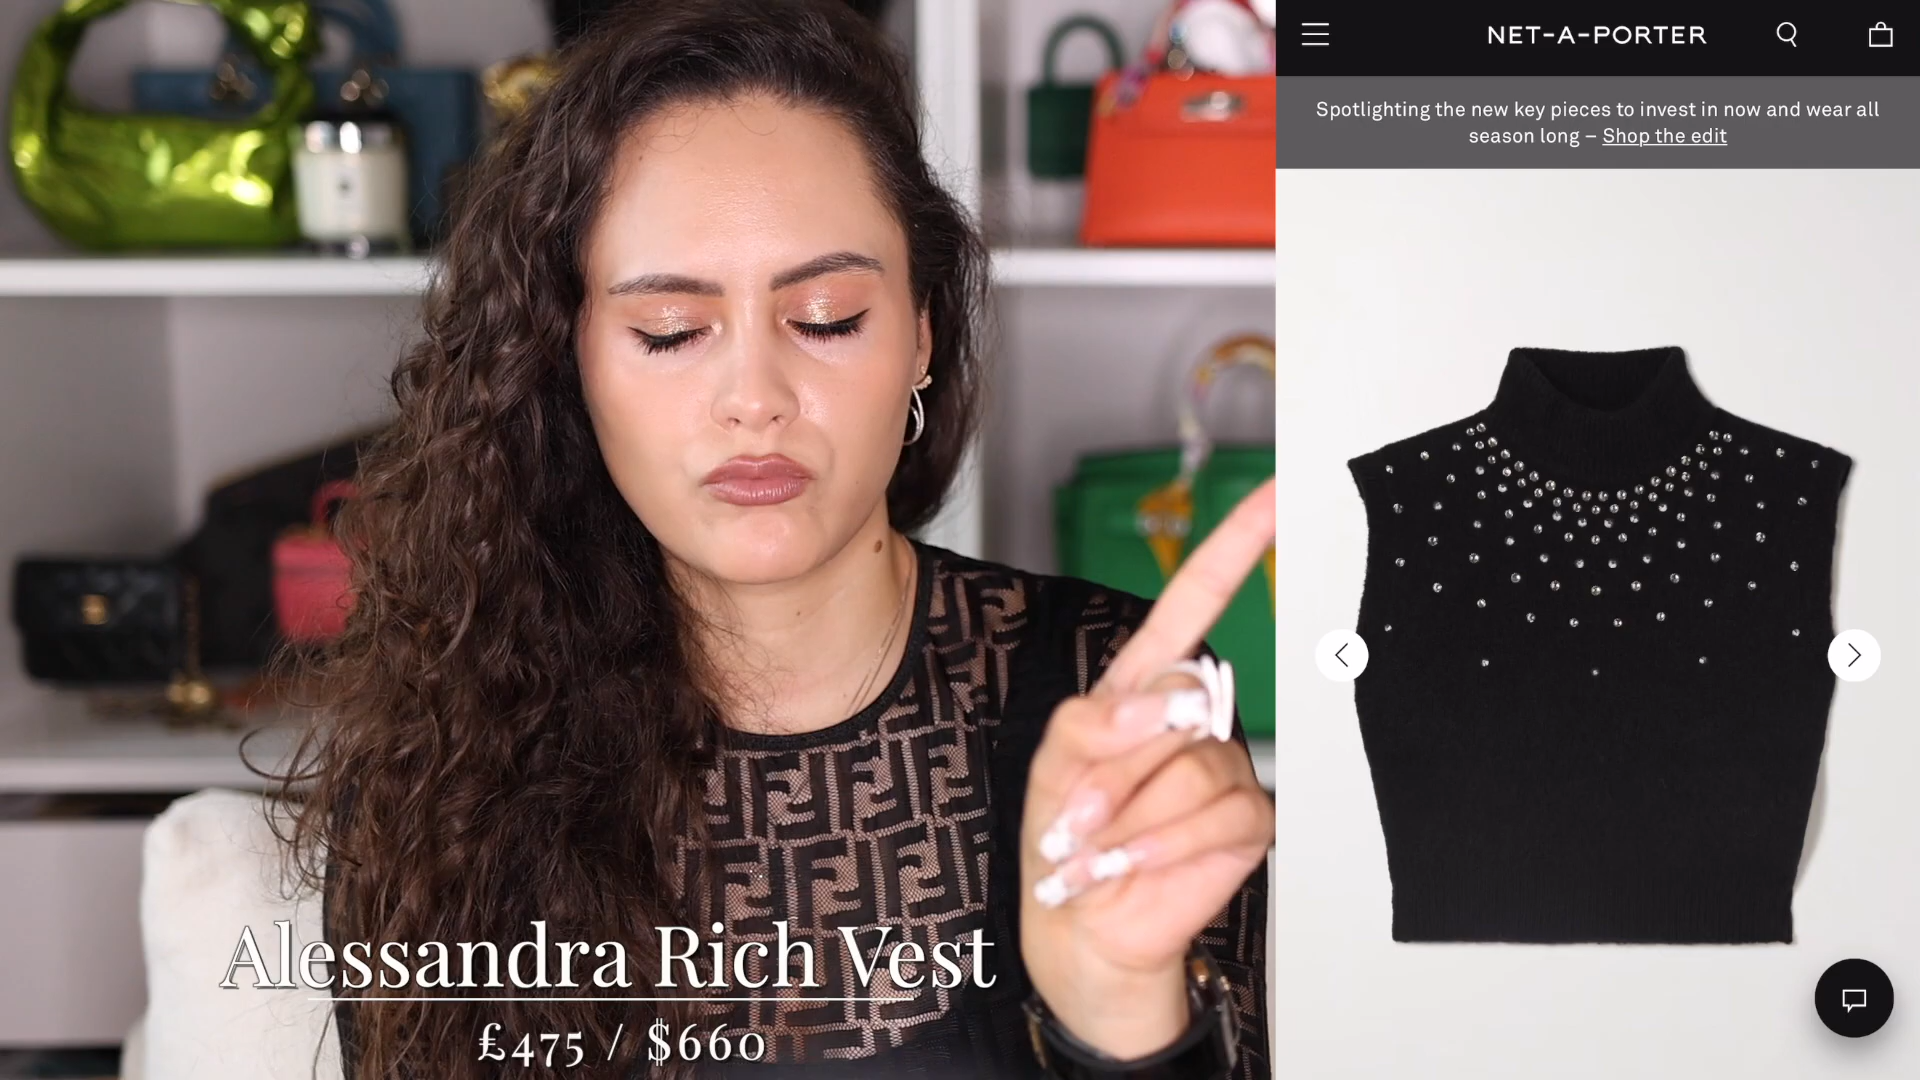 NET-A-PORTER
Spotlighting the new key pieces to invest in now and wear all
season long – Shop the edit
Alessandra Rich Vest
£475 / $660